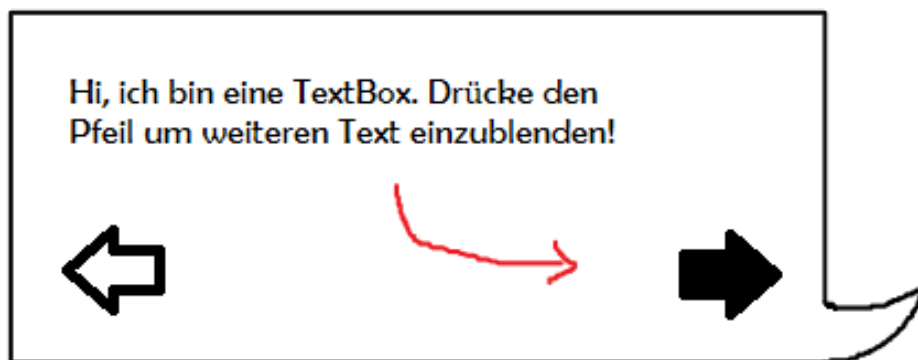 Hi, ich bin eine TextBox. Drücke den
Pfeil um weiteren Text einzublenden!